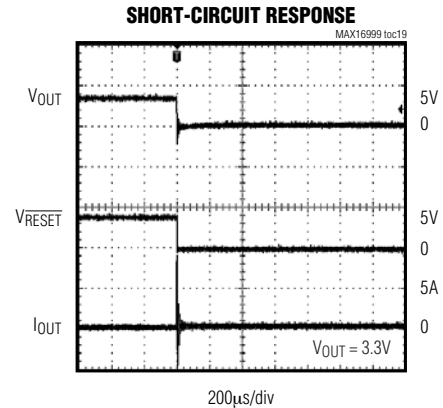 SHORT-CIRCUIT RESPONSE
MAX16999 toc19
VOUT
5V
0
VRESET
5V
0
5A
IOUT
0
VOUT = 3.3V
200μs/div